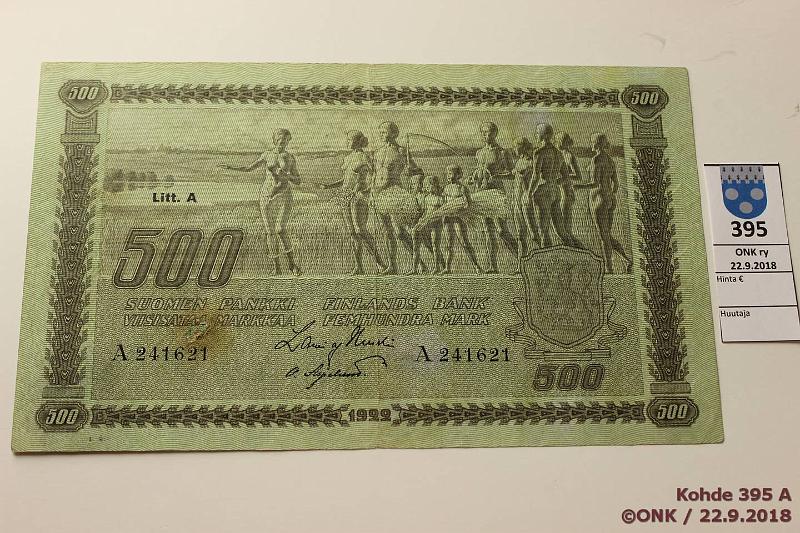 500
500
Litt. A
500
SUOMEN PANKKI FINLANDS BANK
VIISISATAA MARKKAA FEMHUNDRA MARK
A 241621
A 241621
500
500
1922
500
395
ONK ry
22.9.2018
Hinta €
Huutaja
Kohde 395 A
©ONK / 22.9.2018